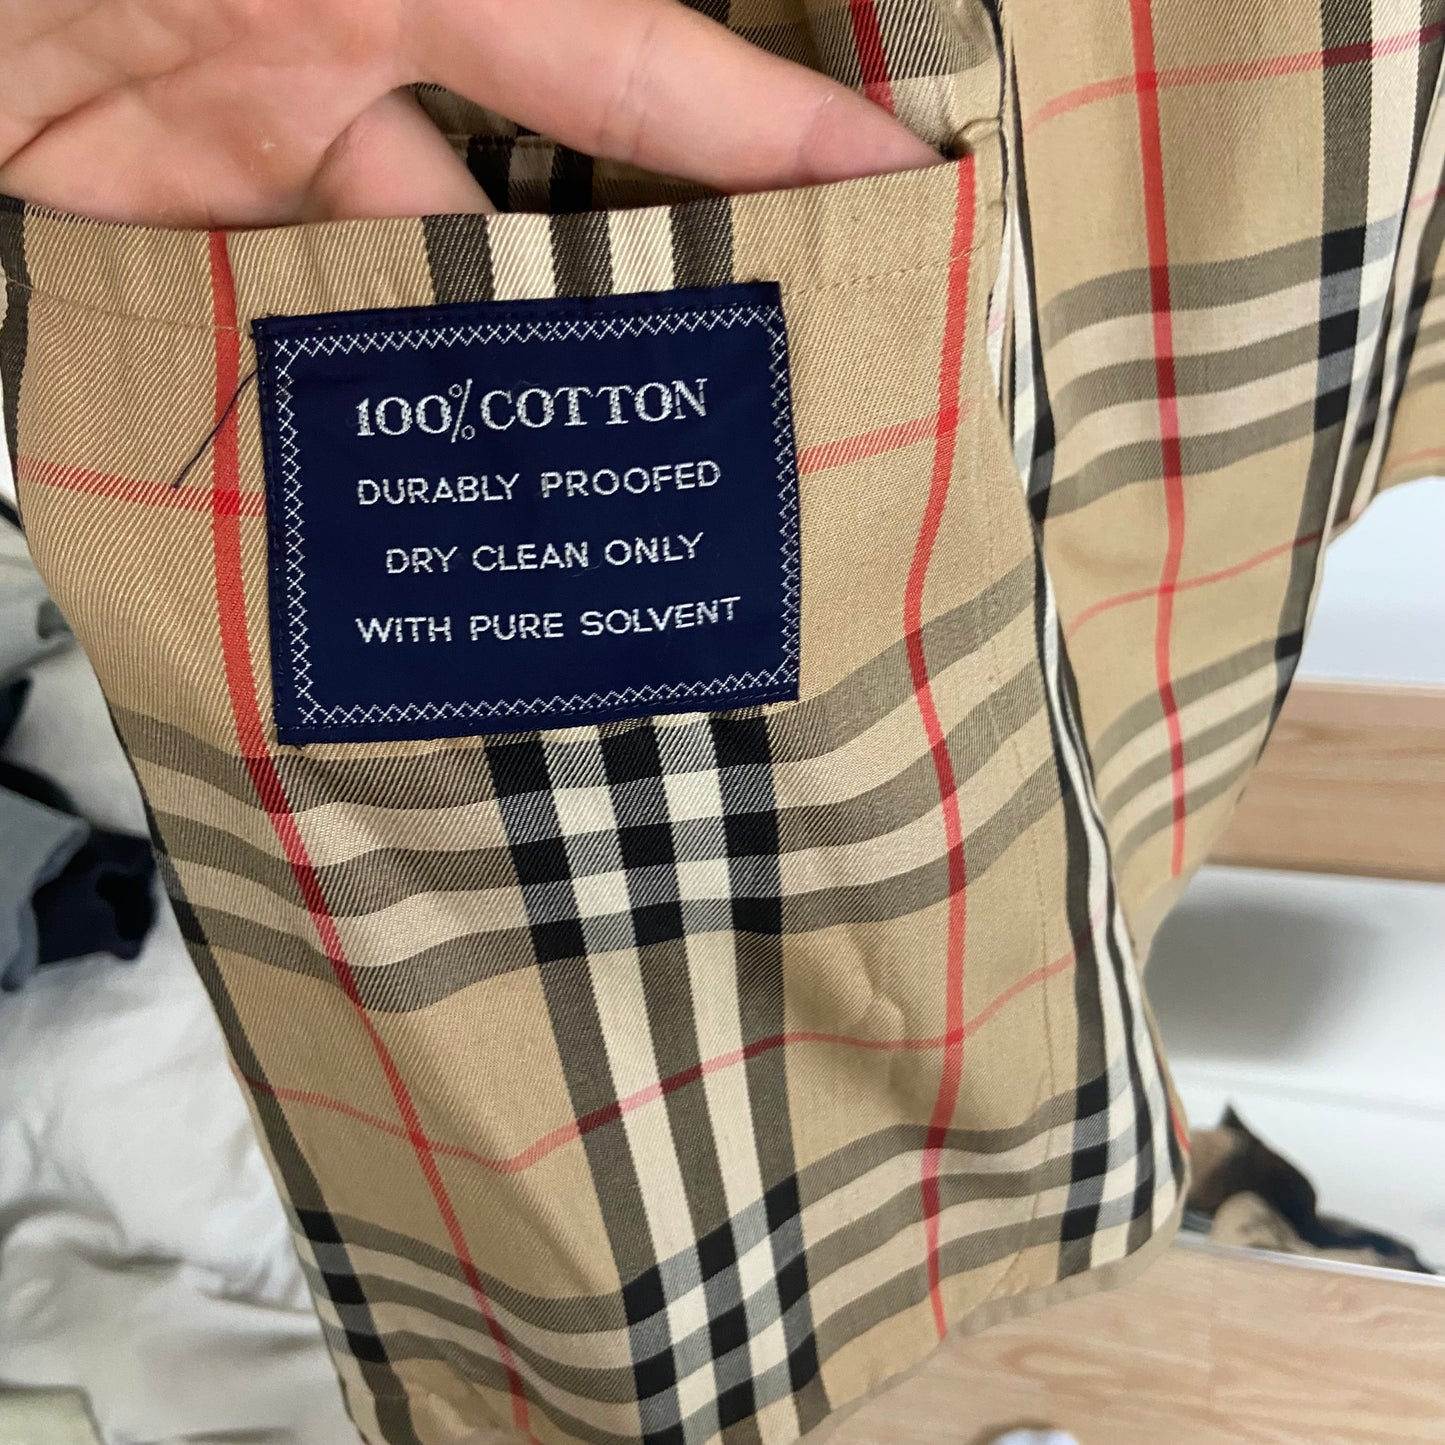 100% COTTON
DURABLY PROOFED
DRY CLEAN ONLY
WITH PURE SOLVENT